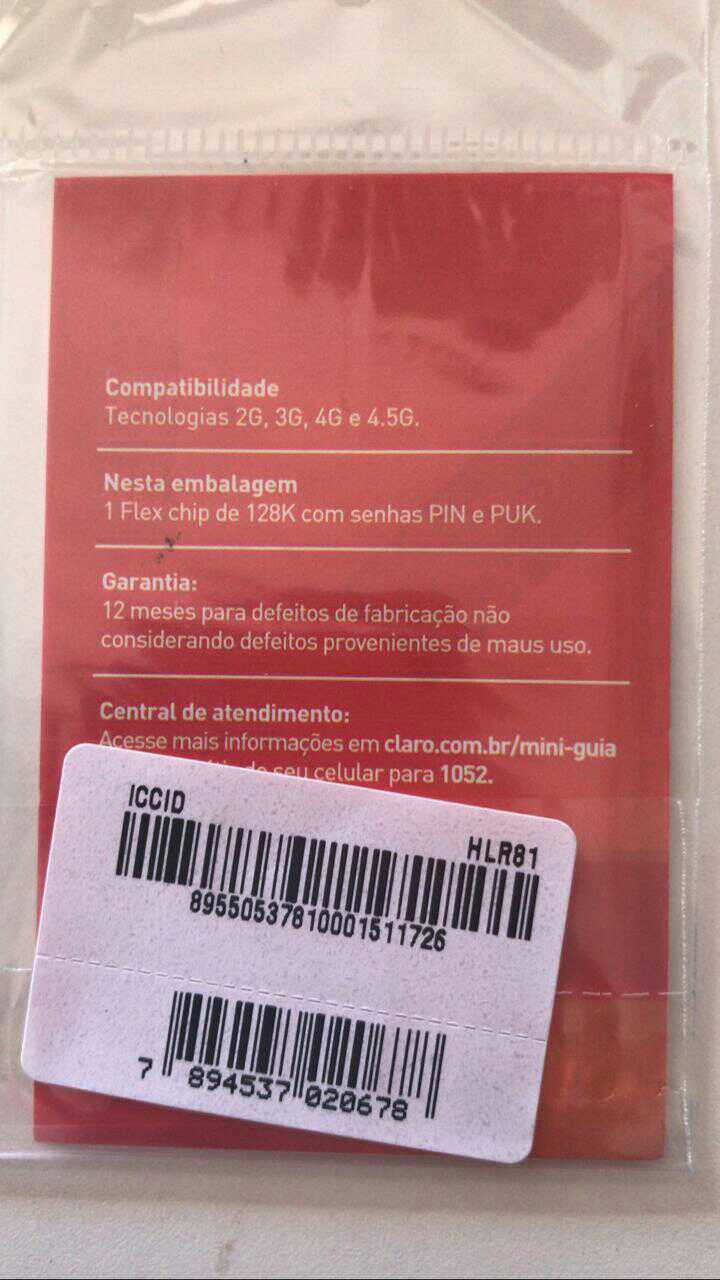 Compatibilidade
Tecnologias 2G, 3G, 4G e 4.5G.
Nesta embalagem
1 Flex chip de 128K com senhas PIN e PUK.
Garantia:
12 meses para defeitos de fabricação não
considerando defeitos provenientes de maus uso.
Central de atendimento:
Acesse mais informações em claro.com.br/mini-guia
do seu celular para 1052.
ICCID
HLR81
89550537810001511726
7 894537 020678